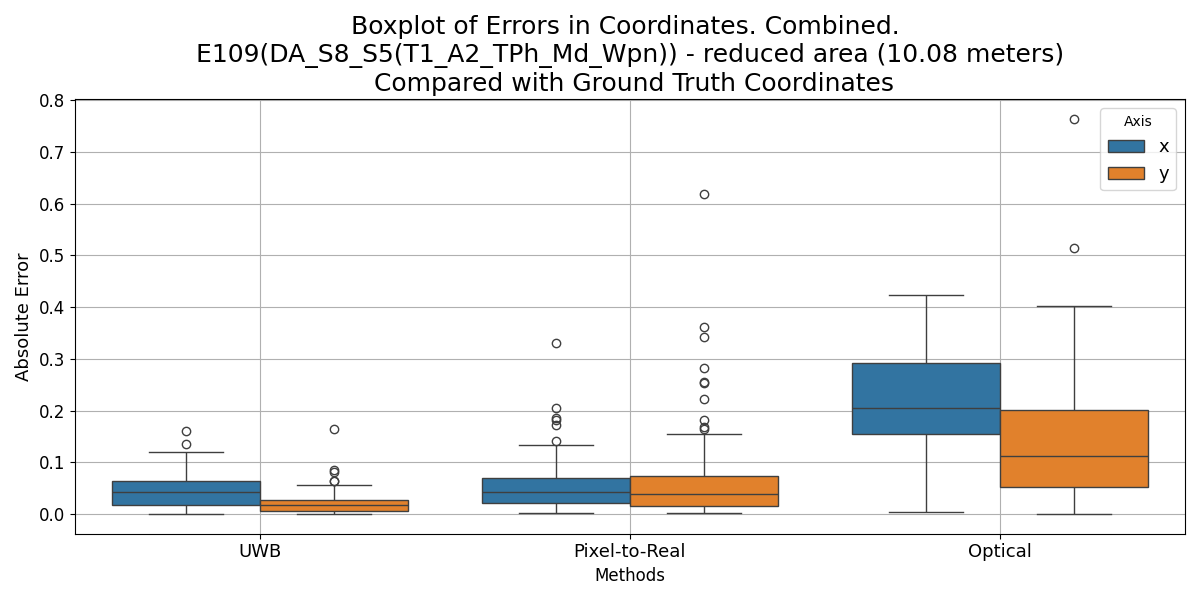 Boxplot of Errors in Coordinates. Combined.
E109(DA_S8_S5(T1_A2_TPh_Md_Wpn)) - reduced area (10.08 meters)
Compared with Ground Truth Coordinates
0.8
0.7
0.6
0.5
0.4
0.3
0.2
0.1
0.0
Absolute Error
Axis
x
y
UWB
Pixel-to-Real
Optical
Methods